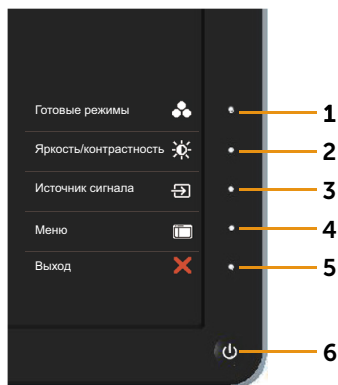 Готовые режимы 1
Яркость/контрастность 2
Источник сигнала 3
Меню 4
Выход 5
6